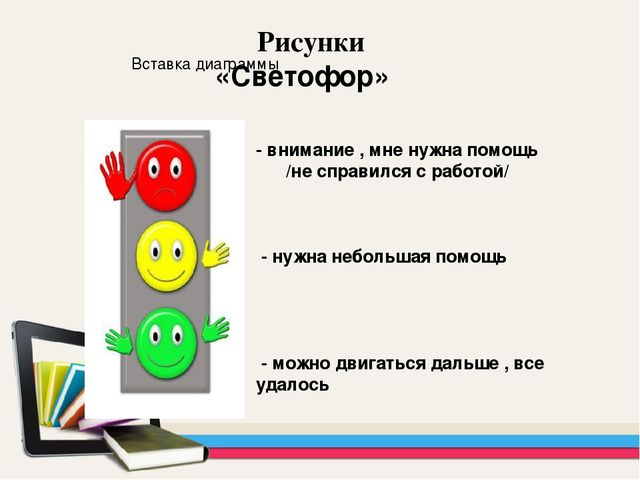 Рисунки
Вставка диаграммы
«Светофор»
- внимание , мне нужна помощь
/не справился с работой/
- нужна небольшая помощь
- можно двигаться дальше , все
удалось